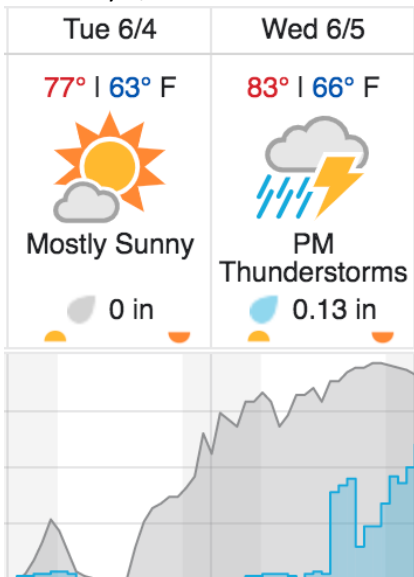 Tue 6/4
Wed 6/5
77° | 63° F
83° | 66° F
Mostly Sunny
PM
Thunderstorms
0 in
0.13 in